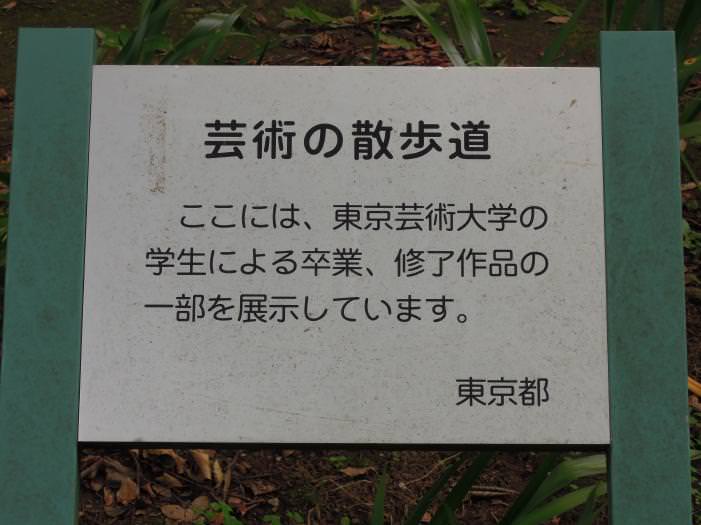 芸術の散歩道
ここには、東京芸術大学の
学生による卒業、修了作品の
一部を展示しています。
東京都